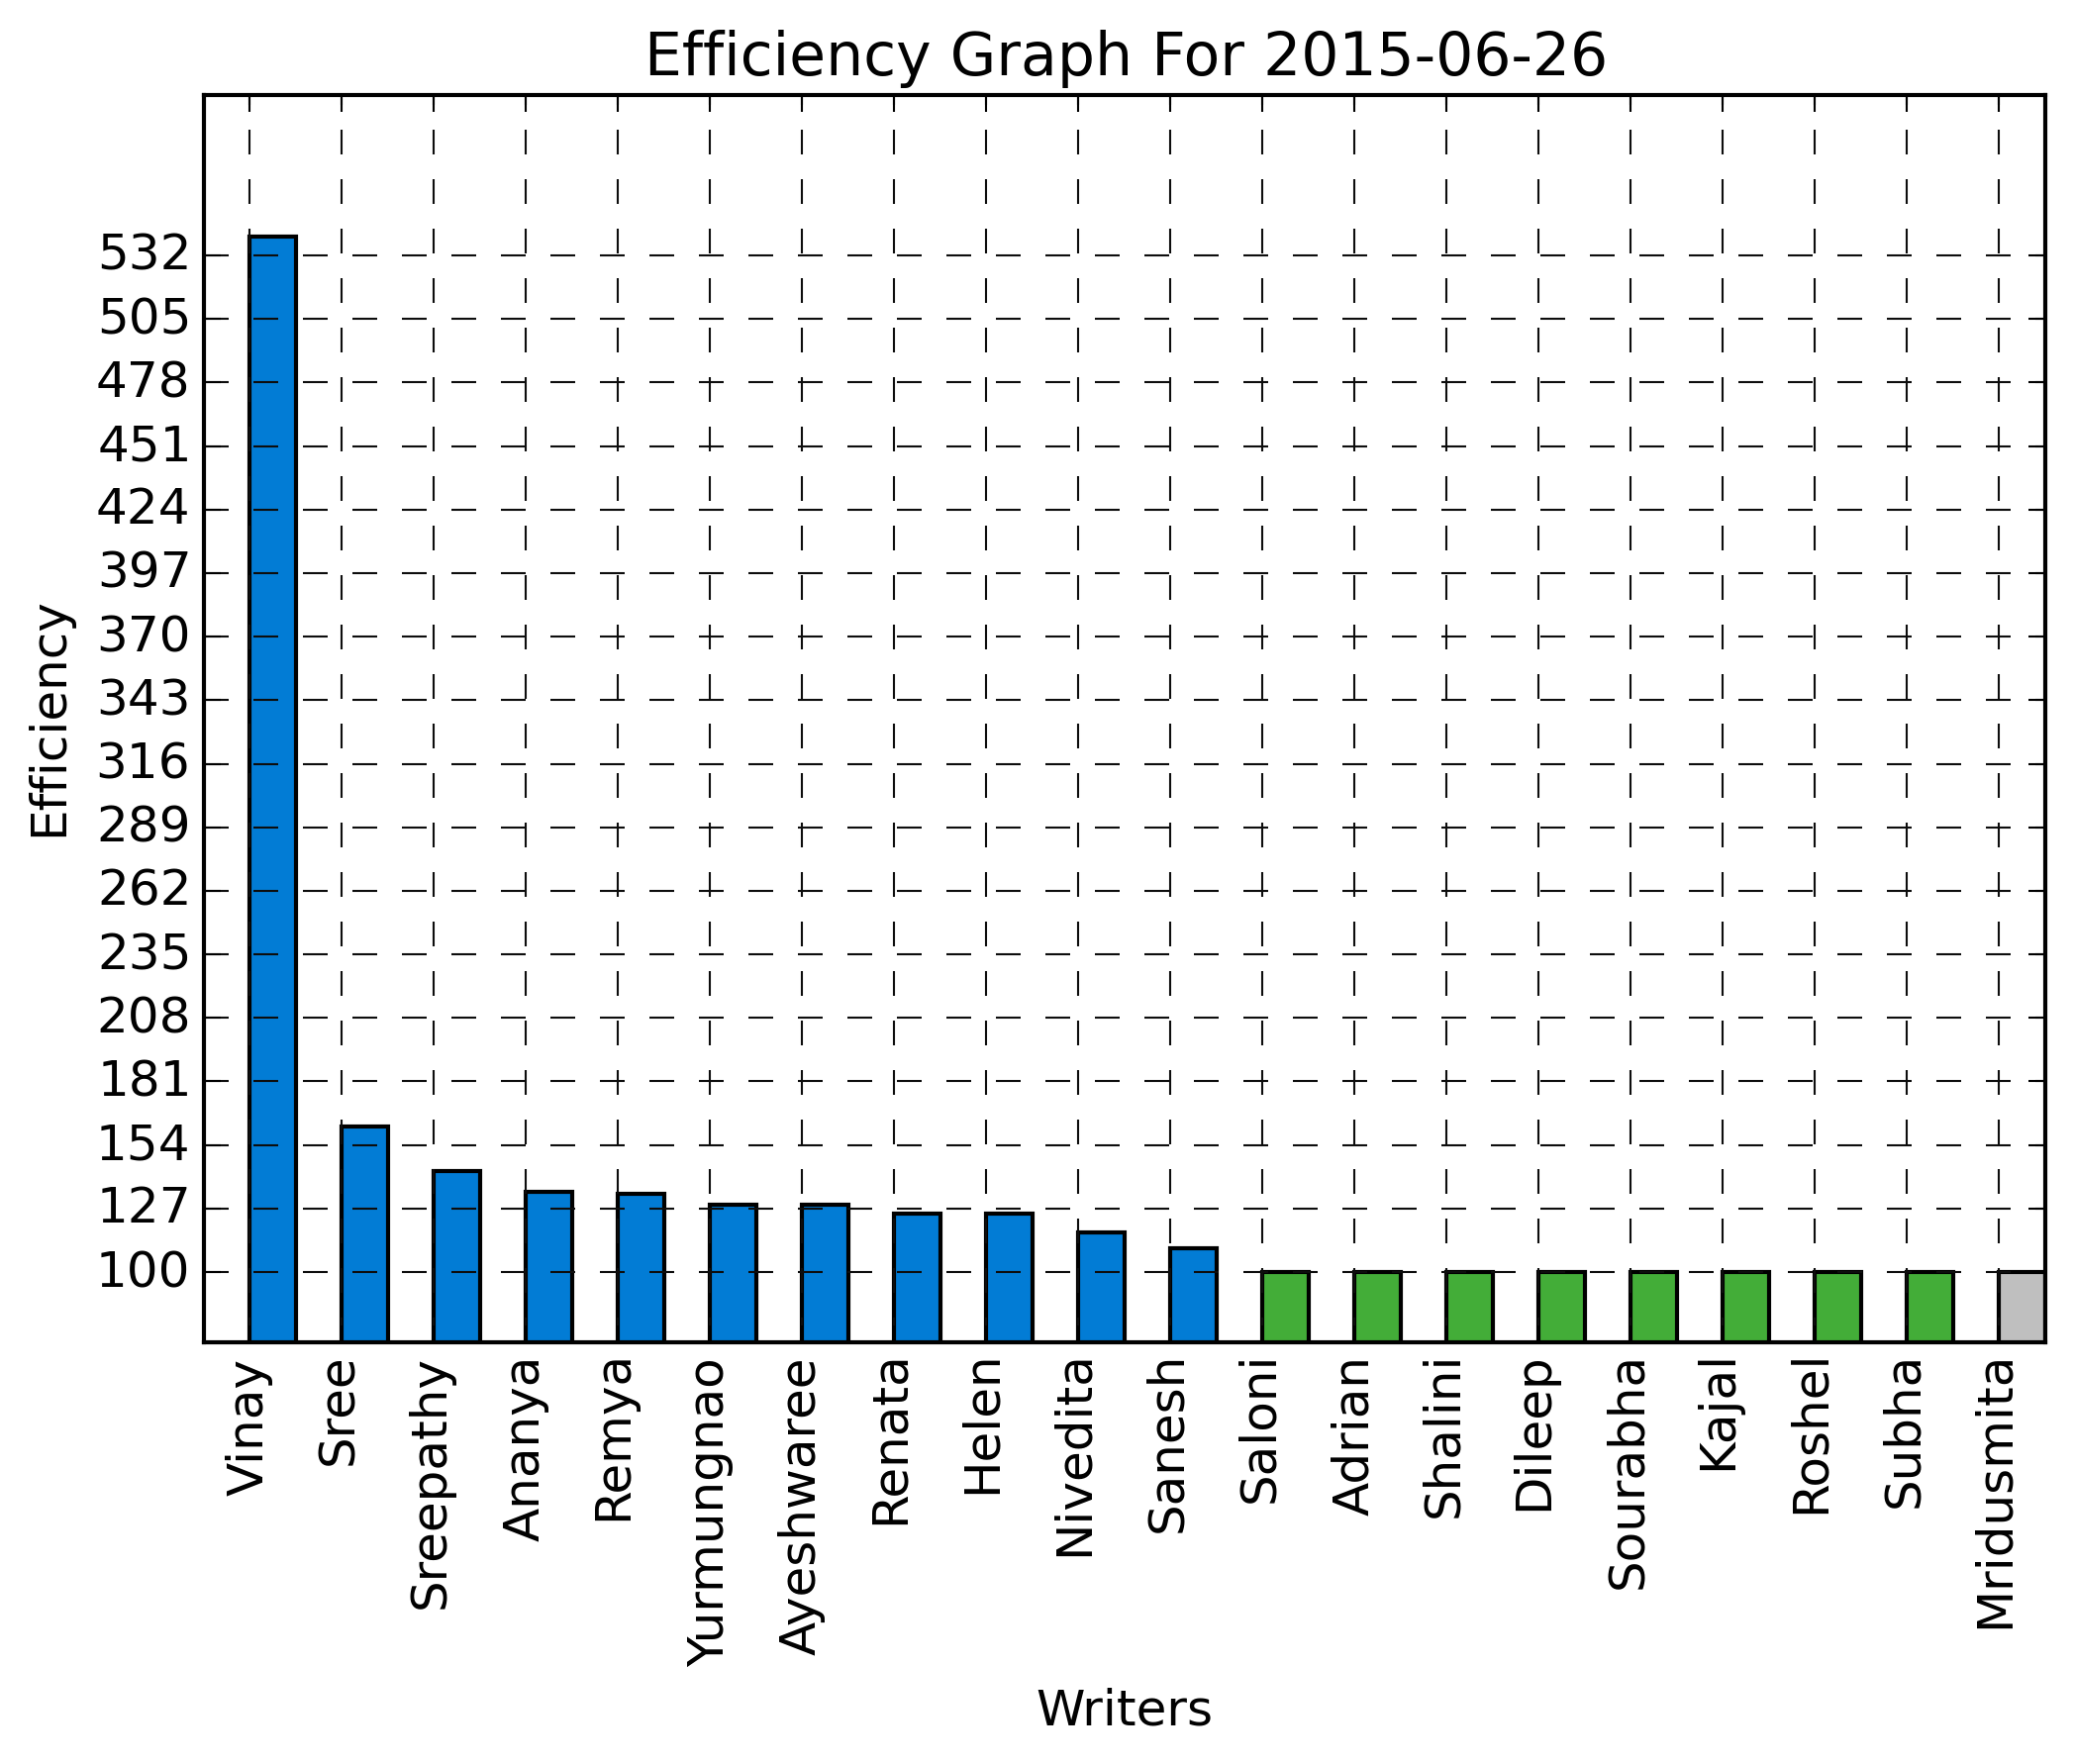 Efficiency Graph For 2015-06-26
Efficiency
532
505
478
451
424
397
370
343
316
289
262
235
208
181
154
127
100
Vinay
Sree
Sreepathy
Ananya
Remya
Yurmungnao
Ayeshwaree
Renata
Helen
Nivedita
Sanesh
Saloni
Adrian
Shalini
Dileep
Sourabha
Kajal
Roshel
Subha
Mridusmita
Writers